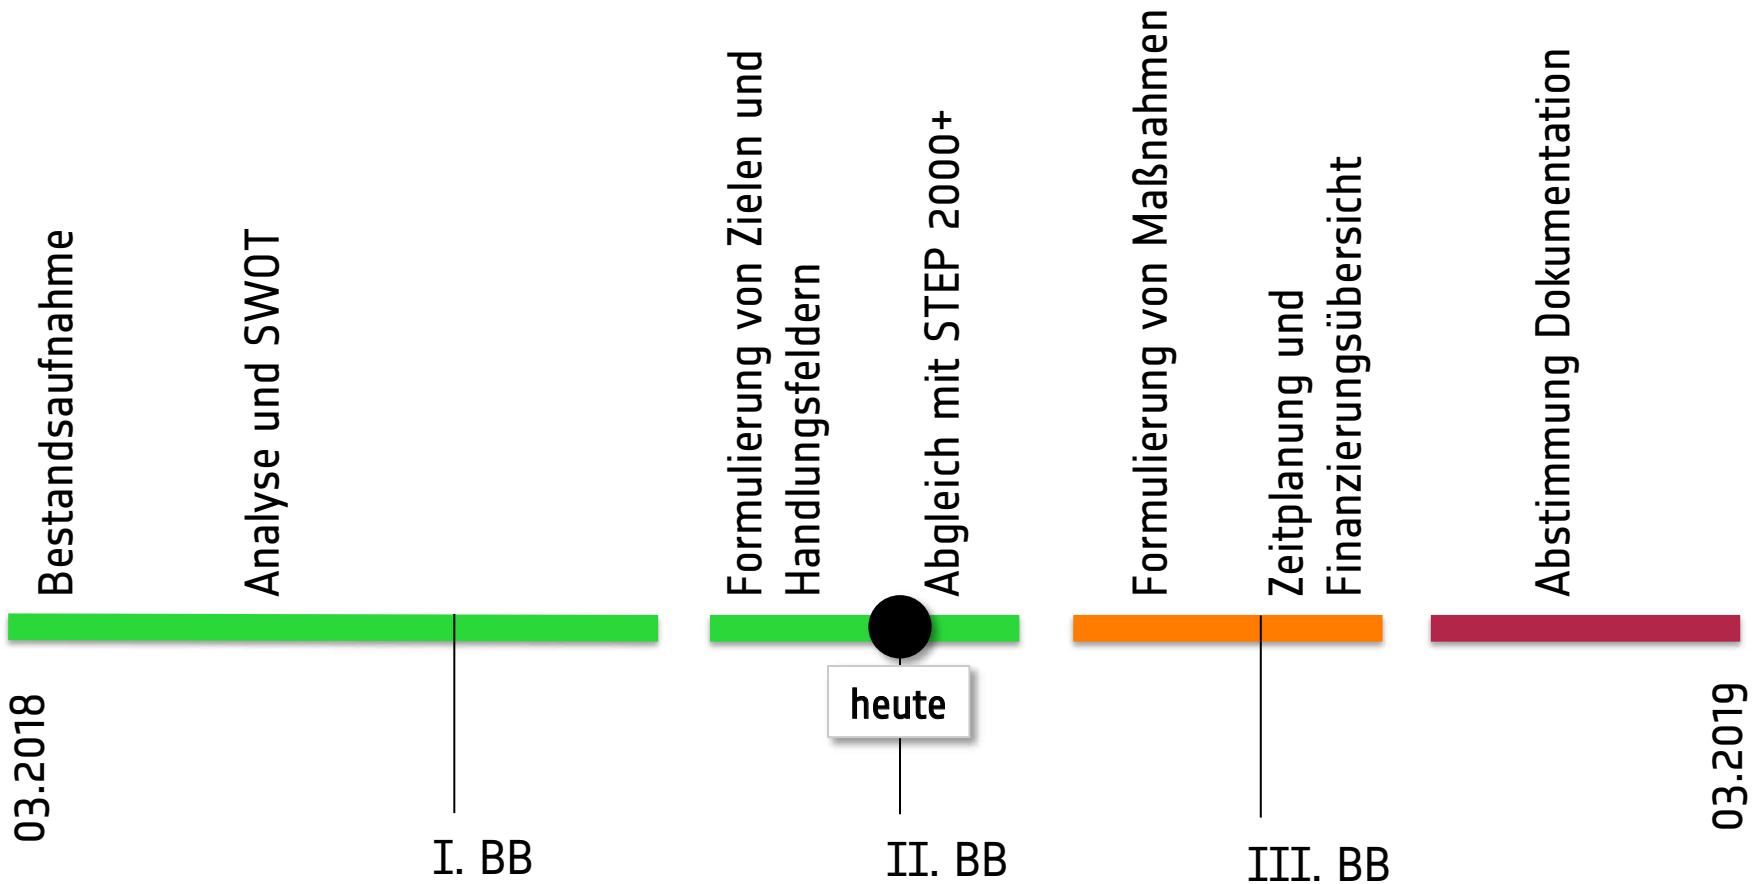 Bestandsaufnahme
Analyse und SWOT
Formulierung von Zielen und
Handlungsfeldern
Abgleich mit STEP 2000+
Formulierung von Maßnahmen
Zeitplanung und
Finanzierungsübersicht
Abstimmung Dokumentation
03.2018
heute
03.2019
I. BB
II. BB
III. BB